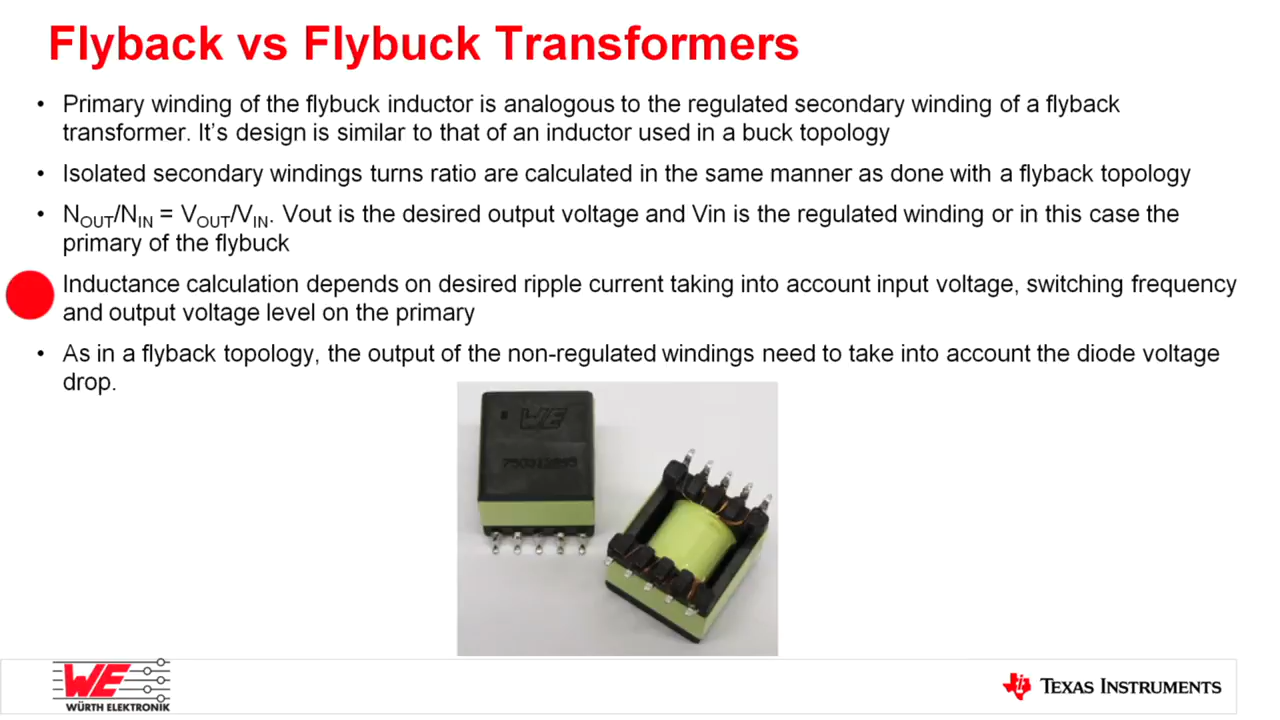 Flyback vs Flybuck Transformers
• Primary winding of the flybuck inductor is analogous to the regulated secondary winding of a flyback
transformer. It's design is similar to that of an inductor used in a buck topology
• Isolated secondary windings turns ratio are calculated in the same manner as done with a flyback topology
• NOUT/NIN = VOUT/VIN. Vout is the desired output voltage and Vin is the regulated winding or in this case the
primary of the flybuck
Inductance calculation depends on desired ripple current taking into account input voltage, switching frequency
and output voltage level on the primary
• As in a flyback topology, the output of the non-regulated windings need to take into account the diode voltage
drop.
WE
WE
WÜRTH ELEKTRONIK
TEXAS INSTRUMENTS